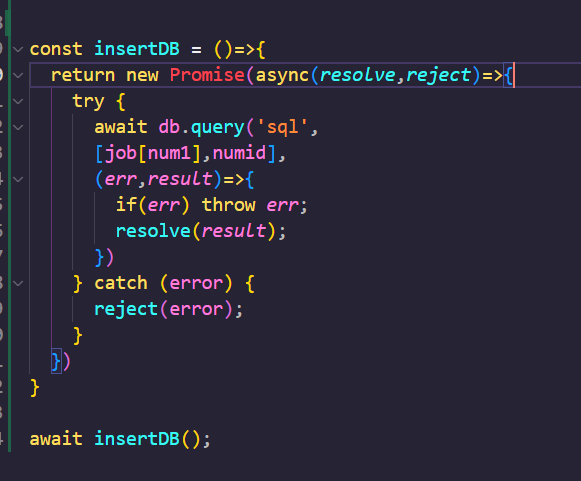 const insertDB = ()=>{
return new Promise(async(resolve,reject)=>{
try {
await db.query('sql',
[job[num1],numid],
(err,result)=>{
if(err) throw err;
resolve(result);
})
} catch (error) {
reject(error);
}
})
}
await insertDB();